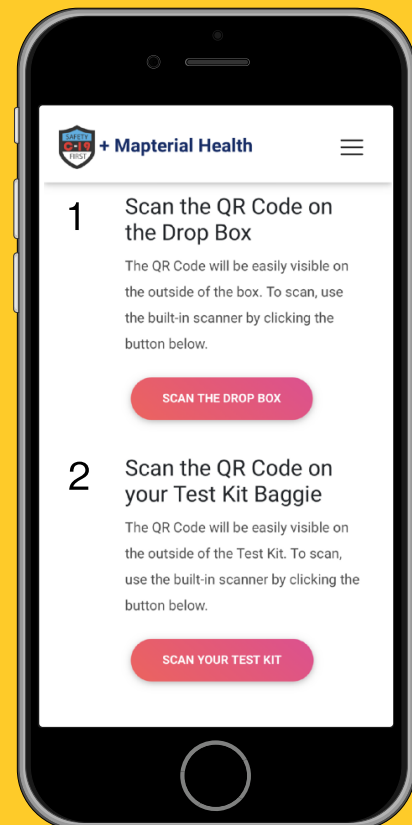 SAFETY
C-19
FIRST
+ Mapterial Health
1
Scan the QR Code on
the Drop Box
The QR Code will be easily visible on
the outside of the box. To scan, use
the built-in scanner by clicking the
button below.
SCAN THE DROP BOX
2
Scan the QR Code on
your Test Kit Baggie
The QR Code will be easily visible on
the outside of the Test Kit. To scan,
use the built-in scanner by clicking the
button below.
SCAN YOUR TEST KIT